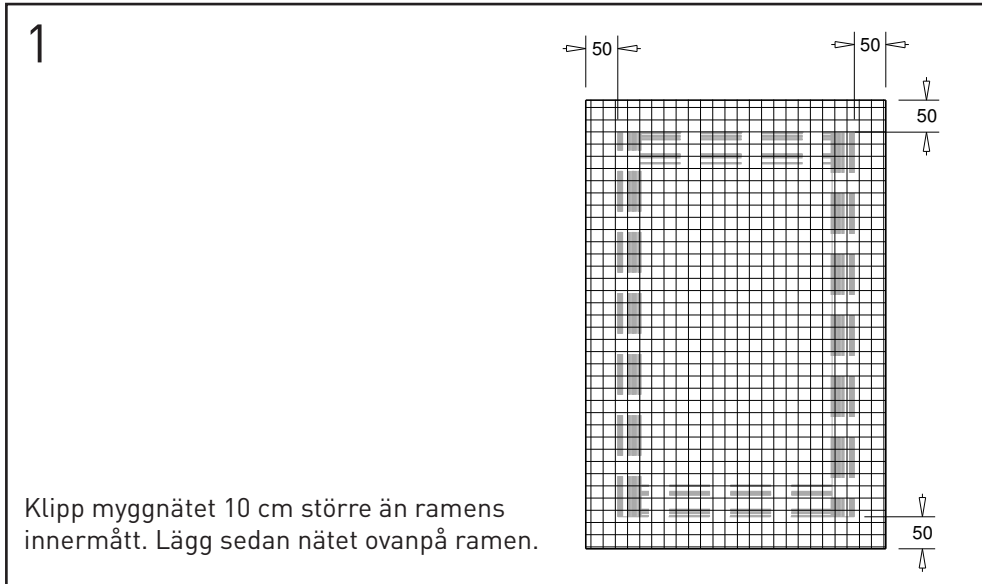 1
50
50
50
50
Klipp myggnätet 10 cm större än ramens
innermått. Lägg sedan nätet ovanpå ramen.